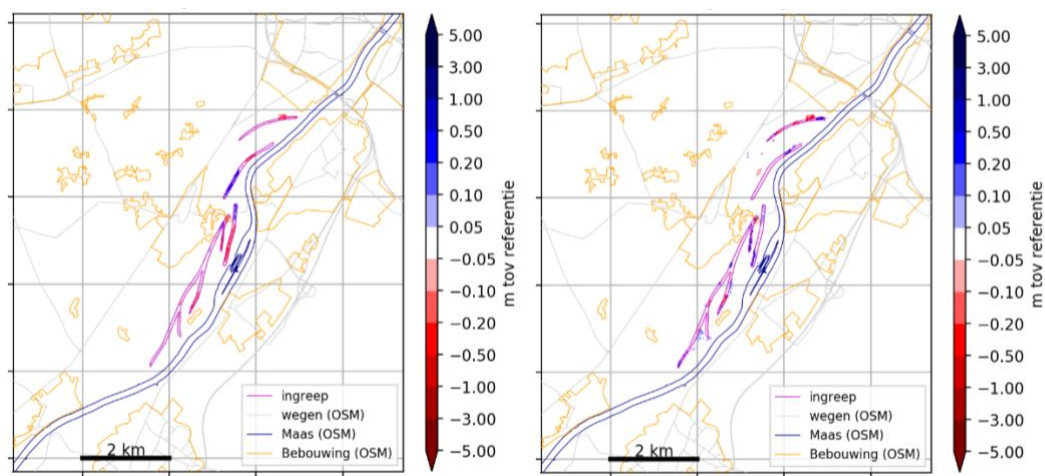 5.00
3.00
1.00
0.50
0.20
0.10
0.05
−0.05
−0.10
−0.20
−0.50
−1.00
−3.00
−5.00
m tov referentie
ingreep
wegen (OSM)
Maas (OSM)
Bebouwing (OSM)
2 km
5.00
3.00
1.00
0.50
0.20
0.10
0.05
−0.05
−0.10
−0.20
−0.50
−1.00
−3.00
−5.00
m tov referentie
ingreep
wegen (OSM)
Maas (OSM)
Bebouwing (OSM)
2 km